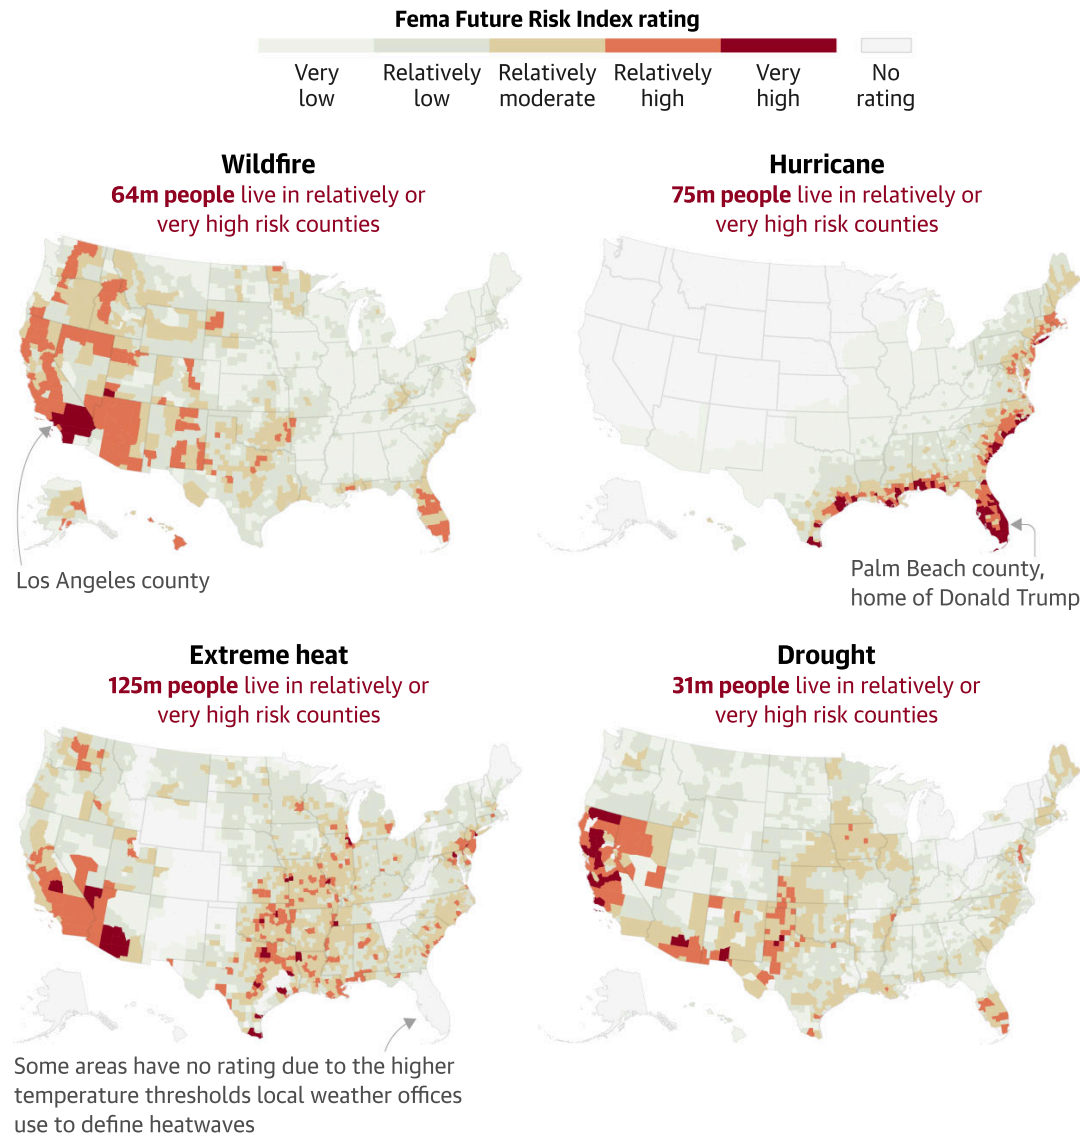 Fema Future Risk Index rating
Very low
Relatively low
Relatively moderate
Relatively high
Very high
No rating
Wildfire
64m people live in relatively or
very high risk counties
Hurricane
75m people live in relatively or
very high risk counties
Los Angeles county
Palm Beach county,
home of Donald Trump
Extreme heat
125m people live in relatively or
very high risk counties
Drought
31m people live in relatively or
very high risk counties
Some areas have no rating due to the higher
temperature thresholds local weather offices
use to define heatwaves